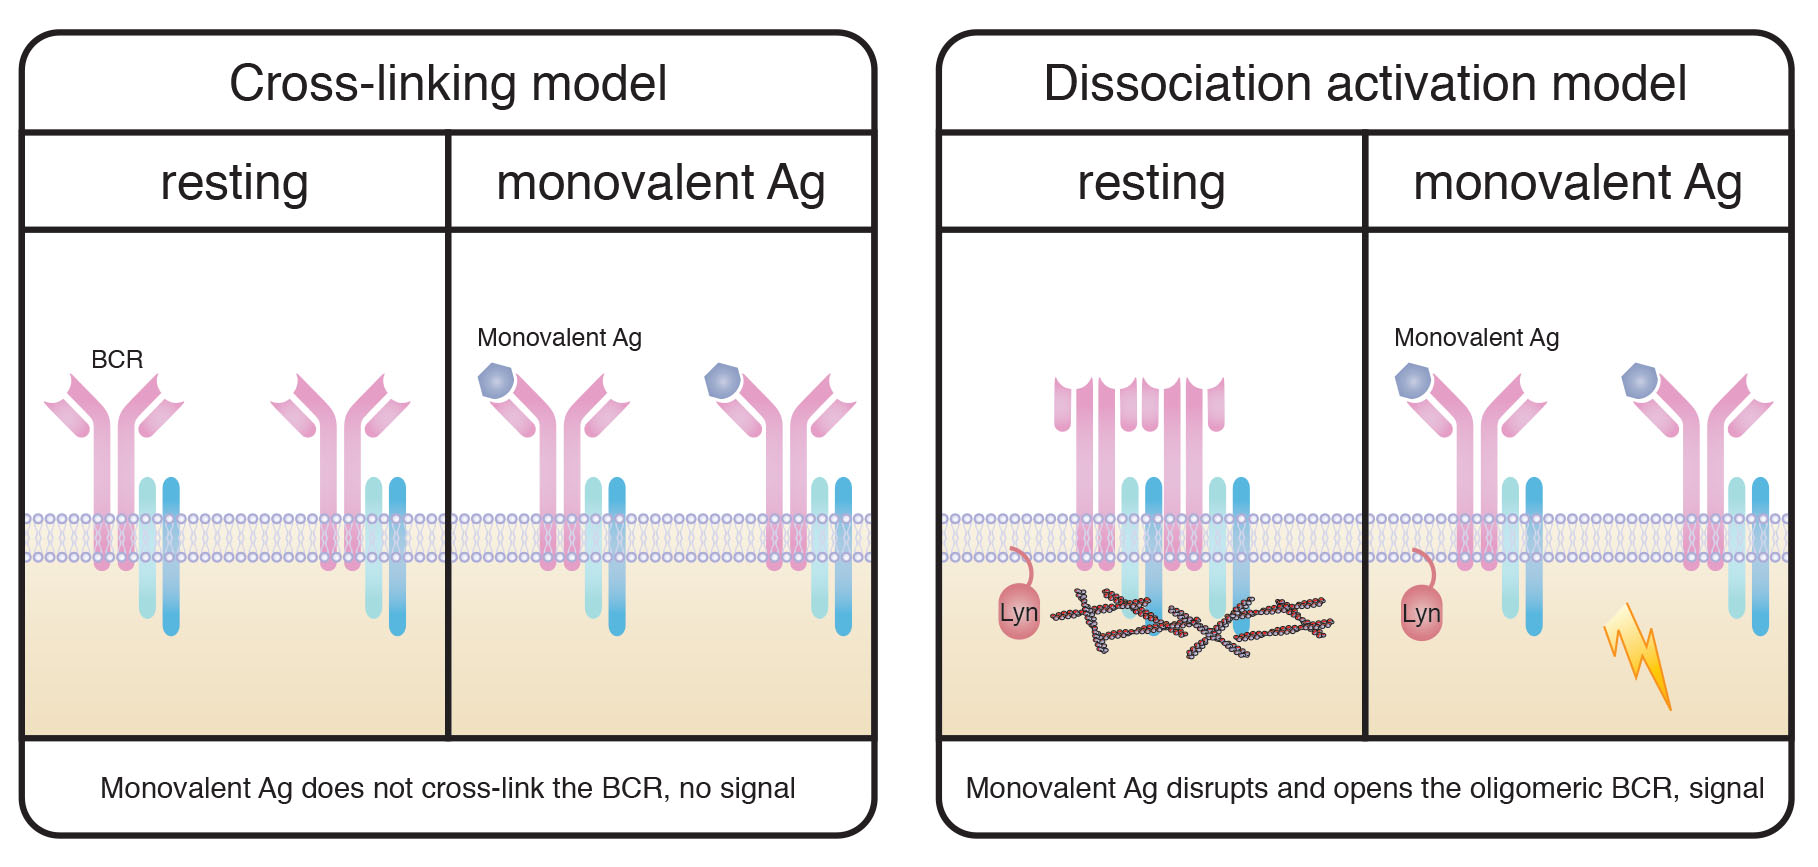 Cross-linking model
resting
monovalent Ag
BCR
Monovalent Ag
Monovalent Ag does not cross-link the BCR, no signal
Dissociation activation model
resting
monovalent Ag
Lyn
Monovalent Ag
Lyn
Monovalent Ag disrupts and opens the oligomeric BCR, signal